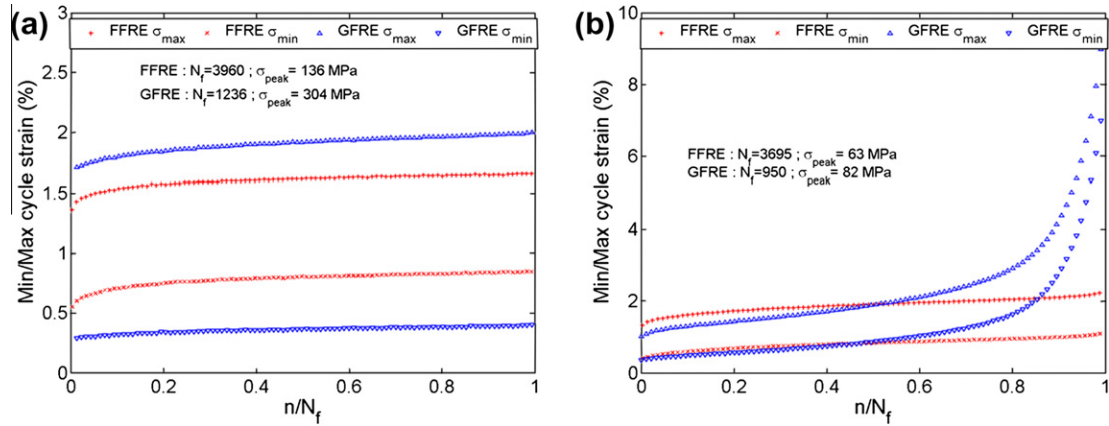 (a)
3
FFRE σmax FFRE σmin GFRE σmax GFRE σmin
FFRE : Nf=3960 ; σpeak= 136 MPa
GFRE : Nf=1236 ; σpeak= 304 MPa
2.5
2
1.5
1
0.5
0
Min/Max cycle strain (%)
0 0.2 0.4 0.6 0.8 1
n/Nf
(b)
10
FFRE σmax FFRE σmin GFRE σmax GFRE σmin
FFRE : Nf=3695 ; σpeak= 63 MPa
GFRE : Nf=950 ; σpeak= 82 MPa
8
6
4
2
0
Min/Max cycle strain (%)
0 0.2 0.4 0.6 0.8 1
n/Nf